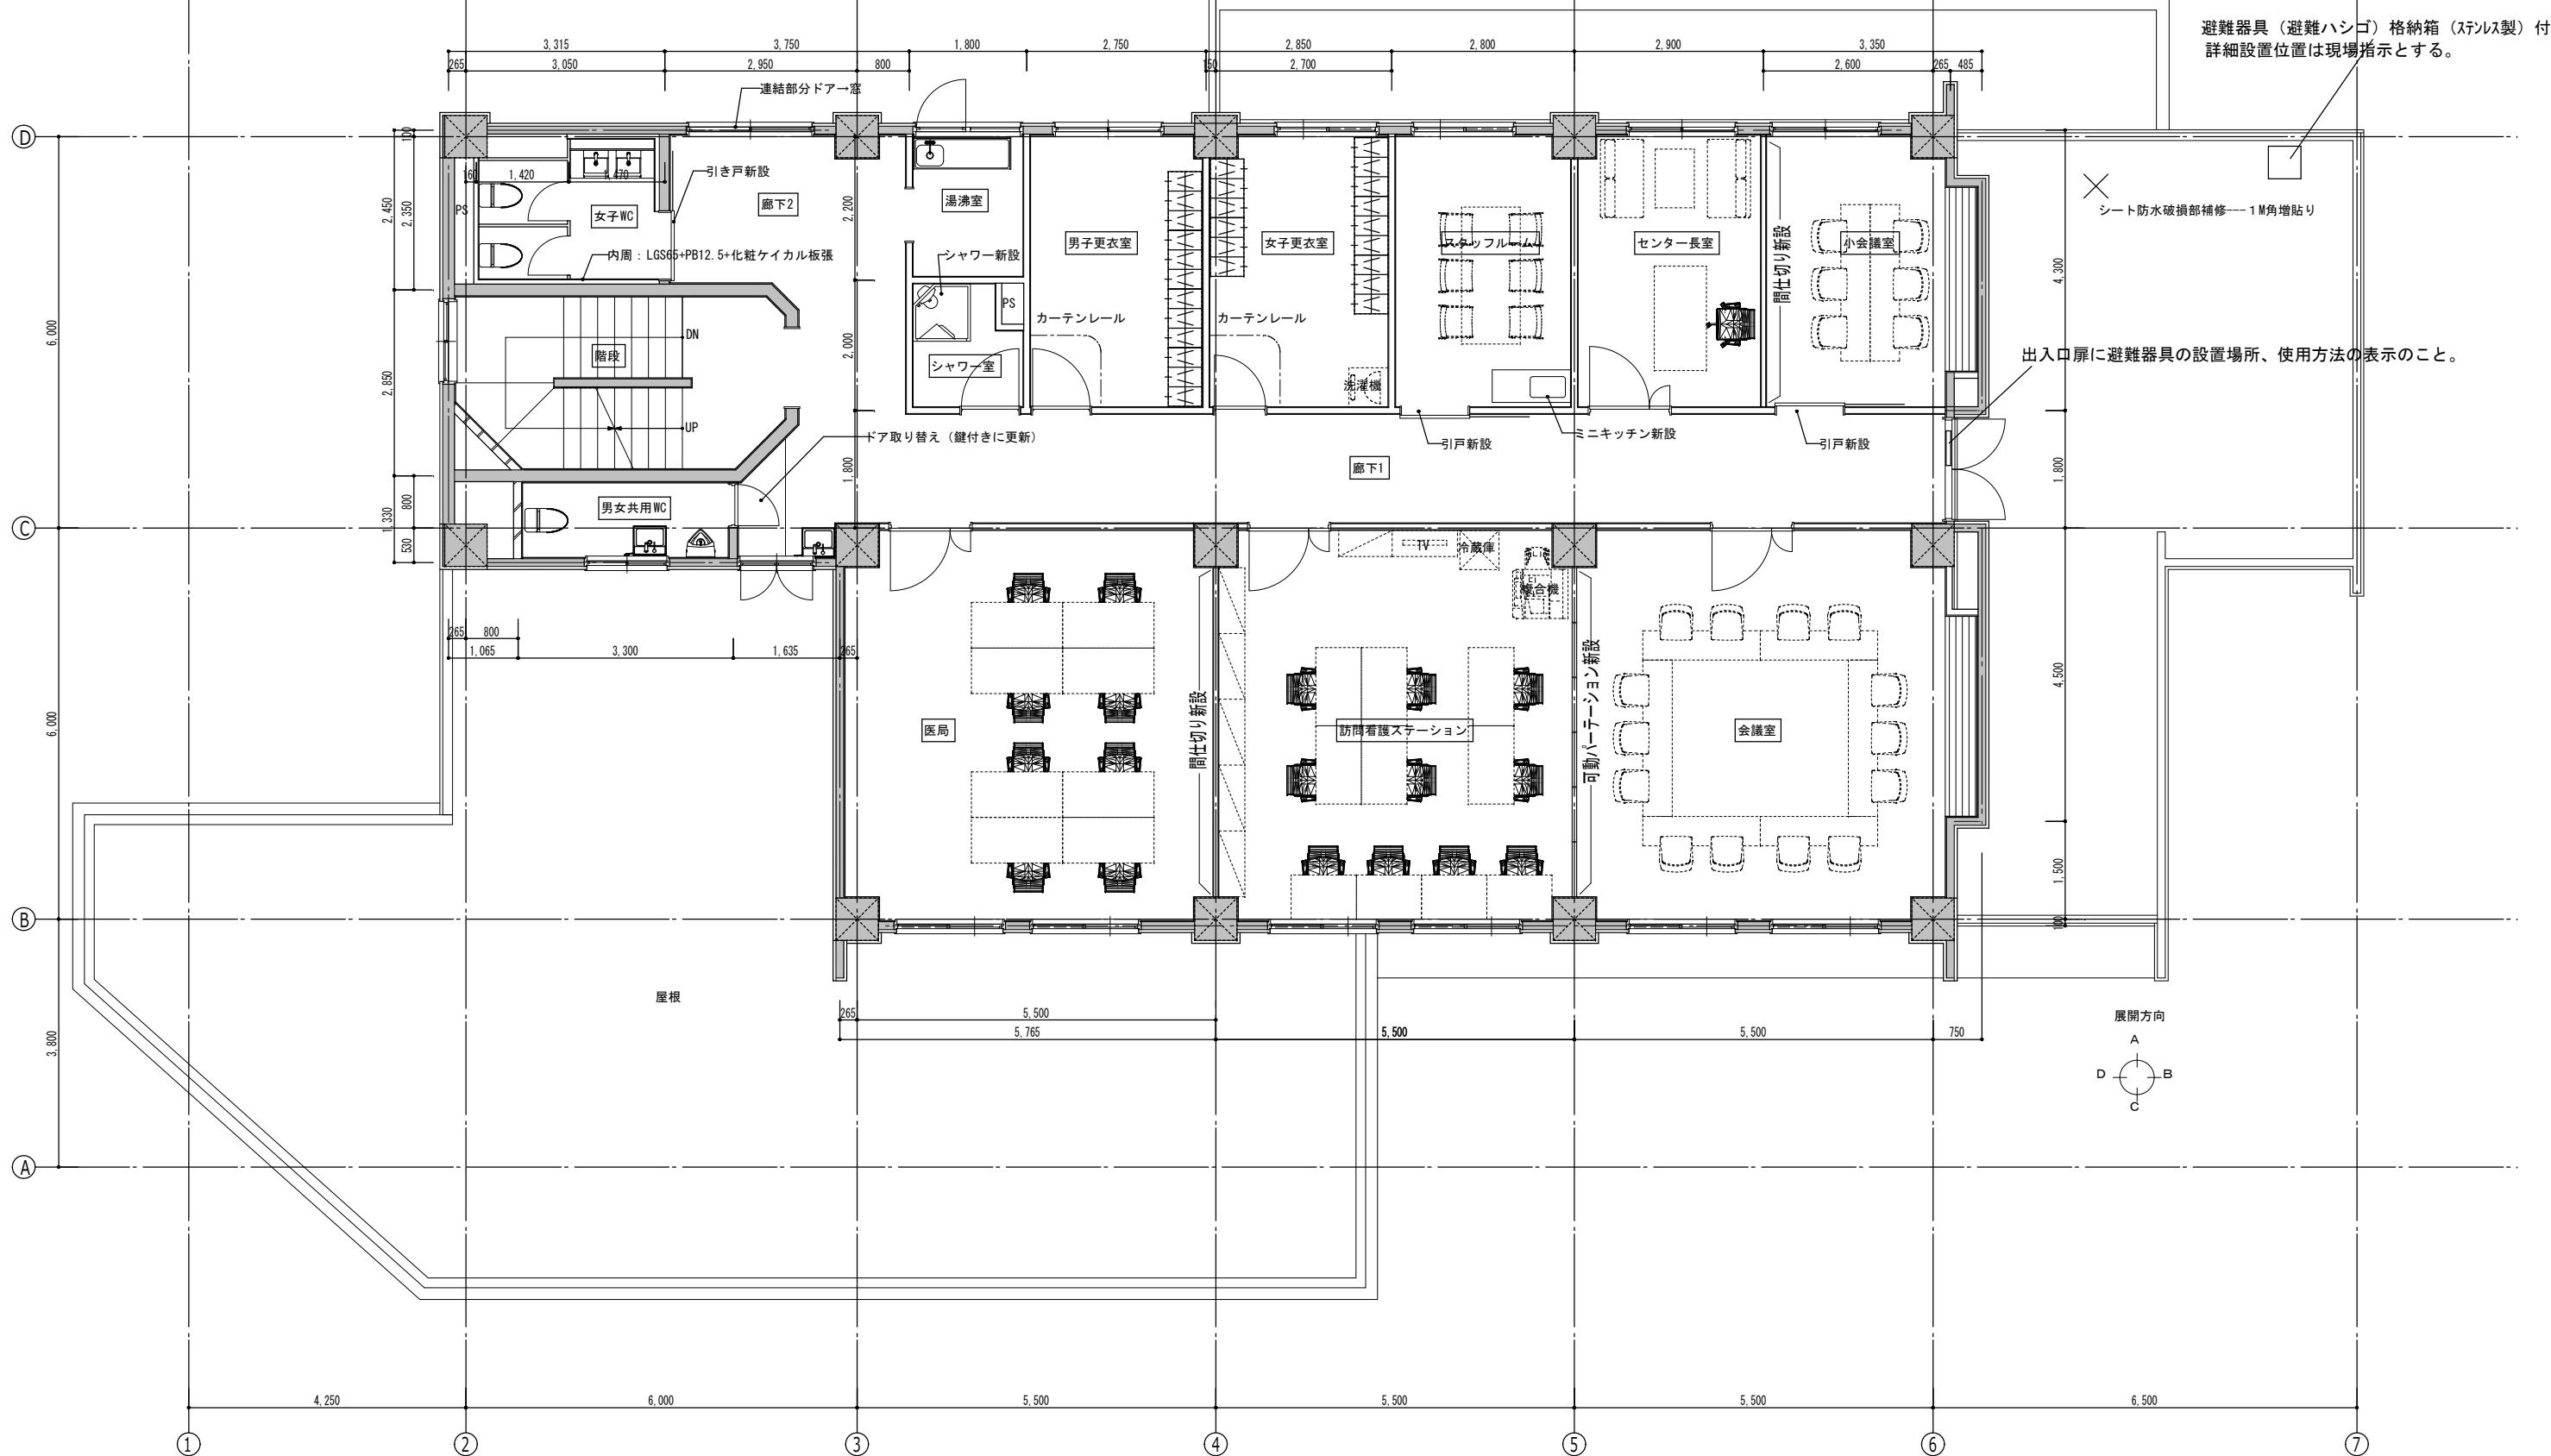 避難器具（避難ハシゴ）格納箱（ｽﾃﾝﾚｽ製）付
詳細設置位置は現場指示とする。
3,315
3,750
1,800
2,750
2,850
2,800
2,900
3,350
265
3,050
2,950
800
150
2,700
2,600
265
485
連結部分ドア→窓
D
100
160
1,420
1,470
引き戸新設
PS
女子WC
廊下2
2,450
2,350
2,200
湯沸室
男子更衣室
女子更衣室
スタッフルーム
センター長室
間仕切り新設
小会議室
シート防水破損部補修---１M角増貼り
内周：LGS65+PB12.5+化粧ケイカル板張
シャワー新設
4,300
PS
カーテンレール
カーテンレール
6,000
DN
階段
2,000
シャワー室
洗濯機
出入口扉に避難器具の設置場所、使用方法の表示のこと。
2,850
UP
ドア取り替え（鍵付きに更新）
引戸新設
ミニキッチン新設
引戸新設
1,800
廊下1
1,800
男女共用WC
1,330
800
530
C
TV
冷蔵庫
複合機
265
800
1,065
3,300
1,635
265
可動パーテーション新設
4,500
間仕切り新設
医局
訪問看護ステーション
会議室
6,000
1,500
B
100
屋根
265
5,500
5,765
5,500
5,500
750
展開方向
A
D
B
C
3,800
A
4,250
6,000
5,500
5,500
5,500
6,500
1
2
3
4
5
6
7